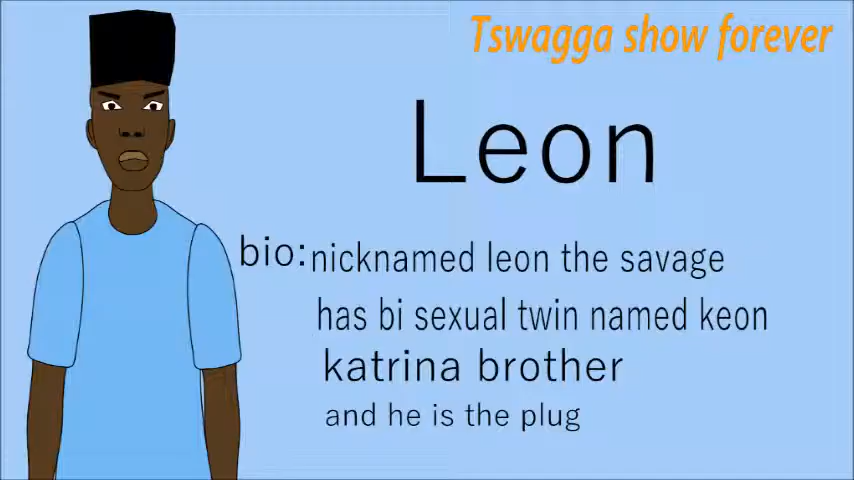 Tswagga show forever
Leon
bio:nicknamed leon the savage
has bi sexual twin named keon
katrina brother
and he is the plug